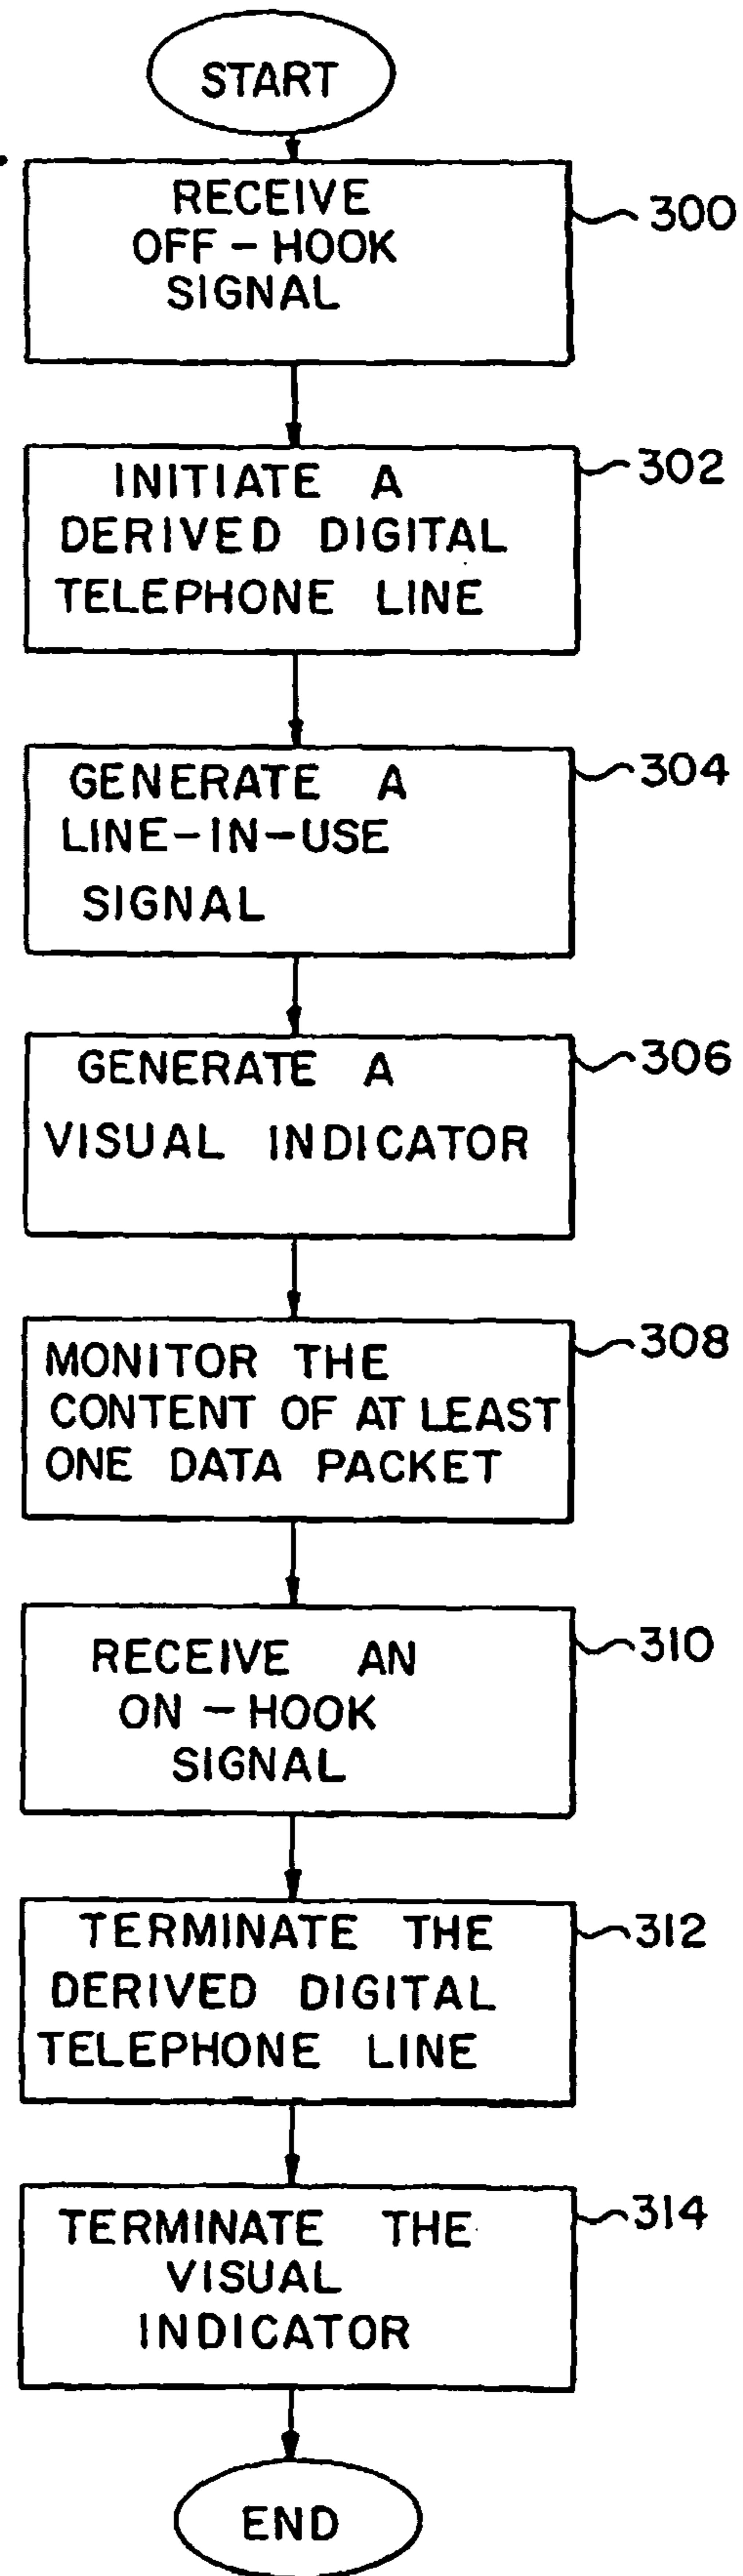 START
RECEIVE
OFF-HOOK
SIGNAL
300
INITIATE A
DERIVED DIGITAL
TELEPHONE LINE
302
GENERATE A
LINE-IN-USE
SIGNAL
304
GENERATE A
VISUAL INDICATOR
306
MONITOR THE
CONTENT OF AT LEAST
ONE DATA PACKET
308
RECEIVE AN
ON-HOOK
SIGNAL
310
TERMINATE THE
DERIVED DIGITAL
TELEPHONE LINE
312
TERMINATE THE
VISUAL
INDICATOR
314
END